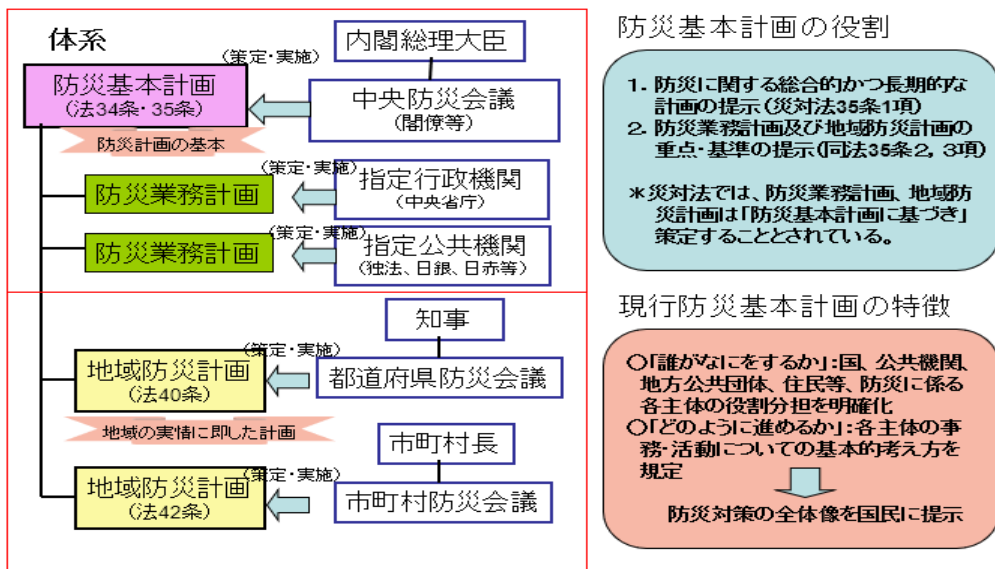 体系
内閣総理大臣
(策定・実施)
防災基本計画
(法34条・35条)
中央防災会議
(閣僚等)
防災計画の基本
(策定・実施)
防災業務計画
指定行政機関
(中央省庁)
(策定・実施)
防災業務計画
指定公共機関
(独法、日銀、日赤等)
知事
(策定・実施)
地域防災計画
(法40条)
都道府県防災会議
地域の実情に即した計画
市町村長
(策定・実施)
地域防災計画
(法42条)
市町村防災会議
防災基本計画の役割
1. 防災に関する総合的かつ長期的な
計画の提示(災対法35条1項)
2. 防災業務計画及び地域防災計画の
重点・基準の提示(同法35条2, 3項)
*災対法では、防災業務計画、地域防
災計画は「防災基本計画に基づき」
策定することとされている。
現行防災基本計画の特徴
○「誰がなにをするか」:国、公共機関、
地方公共団体、住民等、防災に係る
各主体の役割分担を明確化
○「どのように進めるか」:各主体の事
務・活動についての基本的考え方を
規定
防災対策の全体像を国民に提示